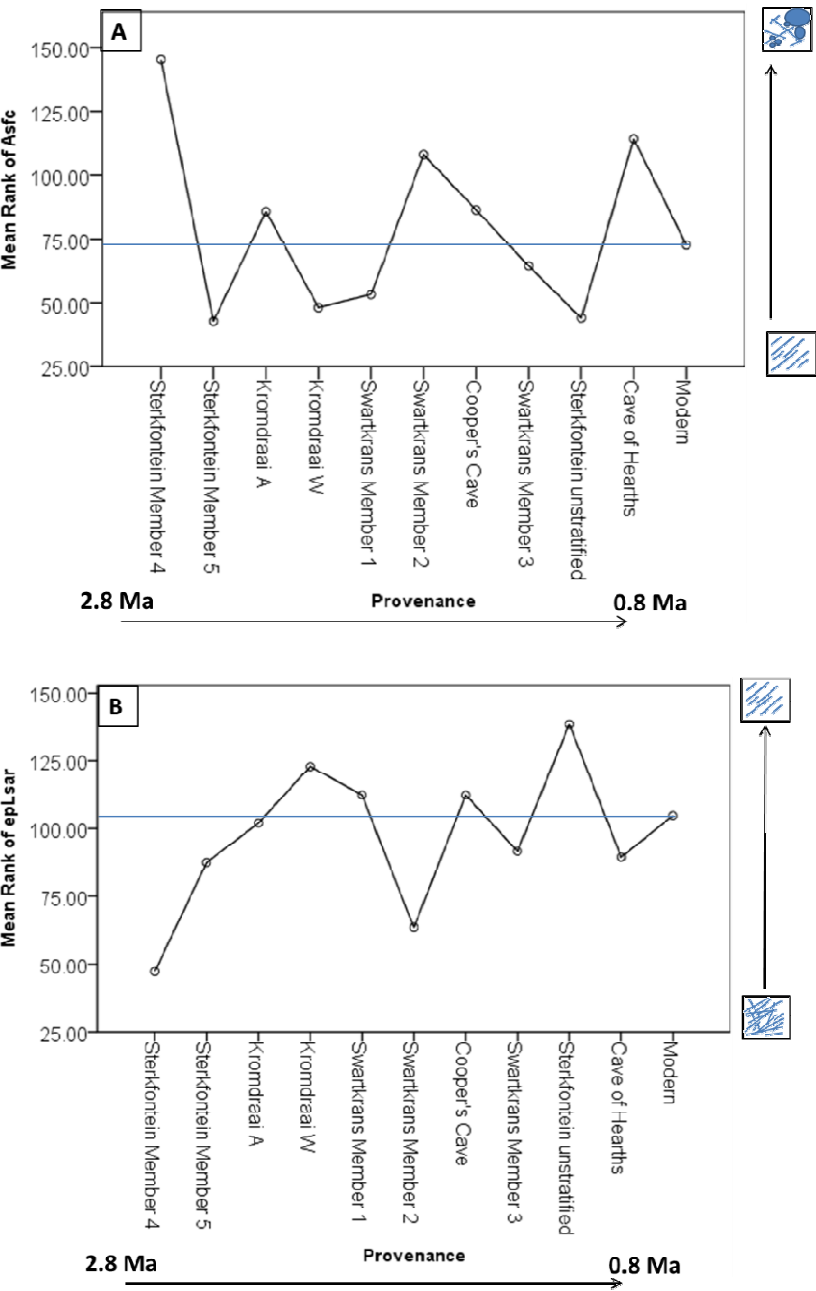 A
150.00
125.00
100.00
75.00
50.00
25.00
Mean Rank of Asfc
Sterkfontein Member 4
Sterkfontein Member 5
Kromdraai A
Kromdraai W
Swartkrans Member 1
Swartkrans Member 2
Cooper's Cave
Swartkrans Member 3
Sterkfontein unstratified
Cave of Hearths
Modern
2.8 Ma
Provenance
0.8 Ma
B
150.00
125.00
100.00
75.00
50.00
25.00
Mean Rank of epLsar
Sterkfontein Member 4
Sterkfontein Member 5
Kromdraai A
Kromdraai W
Swartkrans Member 1
Swartkrans Member 2
Cooper's Cave
Swartkrans Member 3
Sterkfontein unstratified
Cave of Hearths
Modern
2.8 Ma
Provenance
0.8 Ma